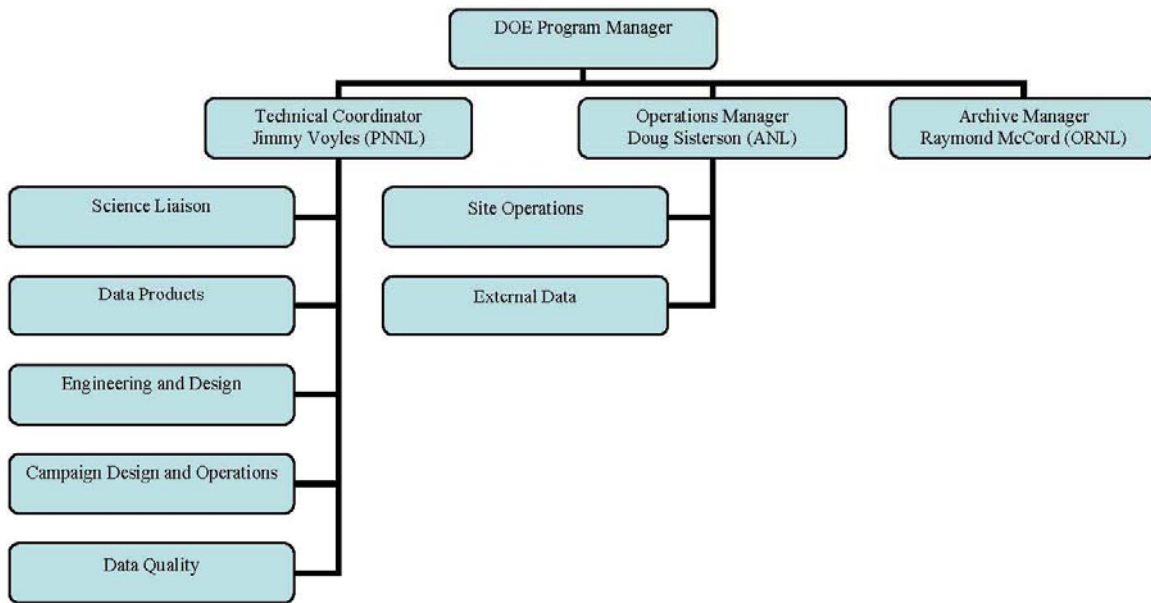 DOE Program Manager
Technical Coordinator
Jimmy Voyles (PNNL)
Operations Manager
Doug Sisterson (ANL)
Archive Manager
Raymond McCord (ORNL)
Science Liaison
Data Products
Engineering and Design
Campaign Design and Operations
Data Quality
Site Operations
External Data